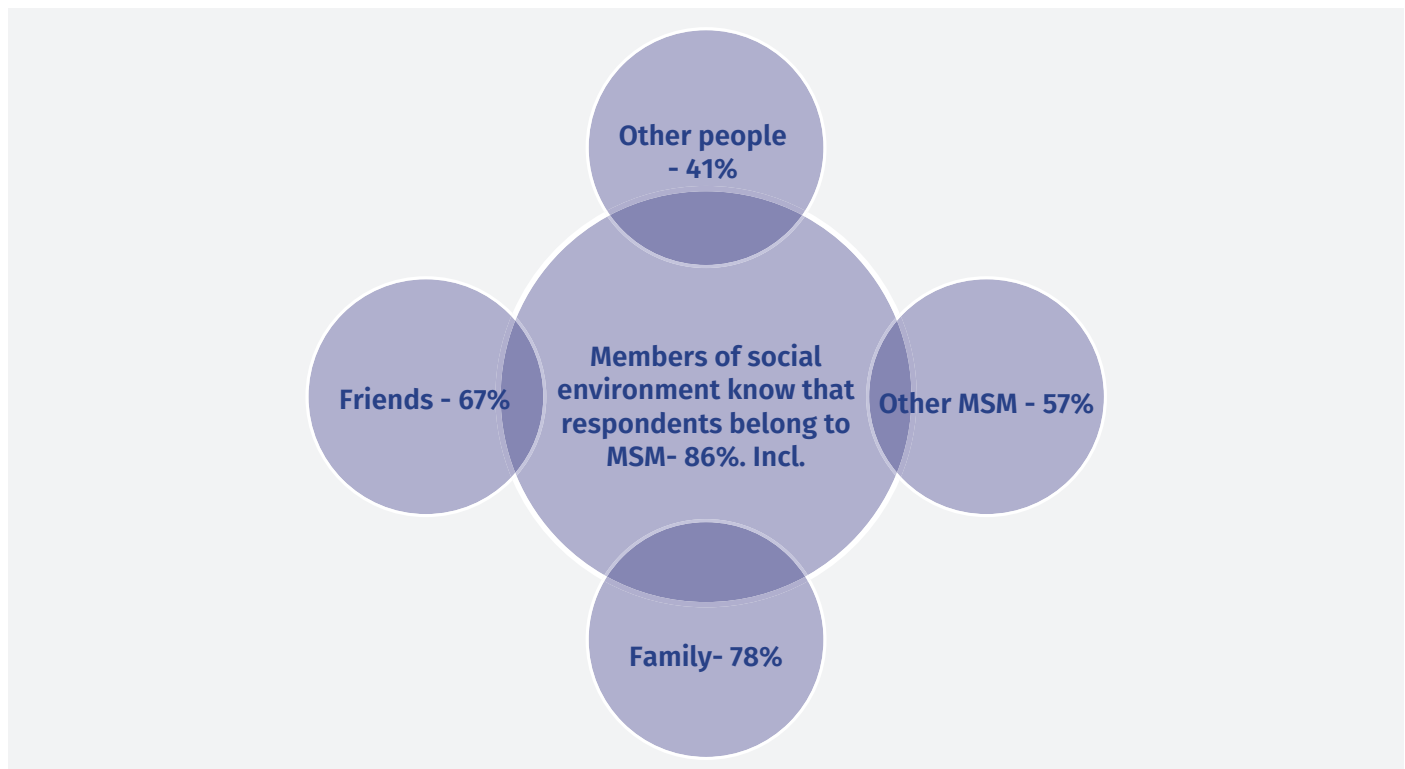 Other people
- 41%
Friends - 67%
Members of social
environment know that
respondents belong to
MSM- 86%. Incl.
Other MSM - 57%
Family- 78%